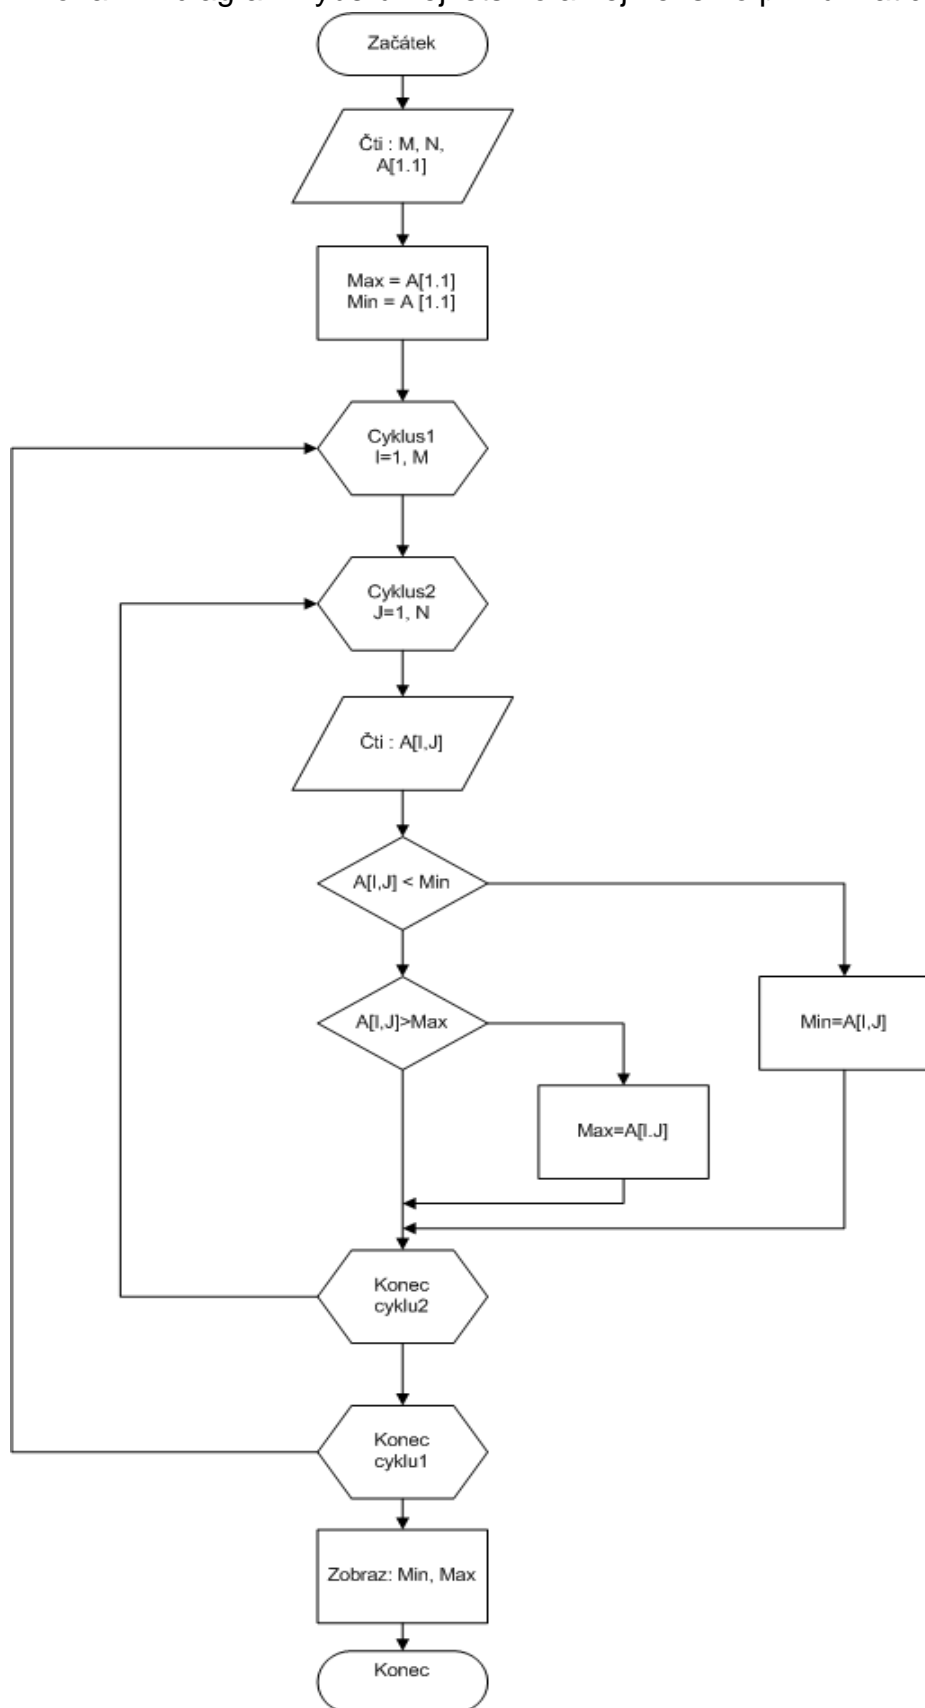 Začátek
Čti : M, N,
A[1.1]
Max = A[1.1]
Min = A [1.1]
Cyklus1
I=1, M
Cyklus2
J=1, N
Čti : A[I,J]
A[I,J] < Min
A[I,J]>Max
Min=A[I,J]
Max=A[I.J]
Konec
cyklu2
Konec
cyklu1
Zobraz: Min, Max
Konec